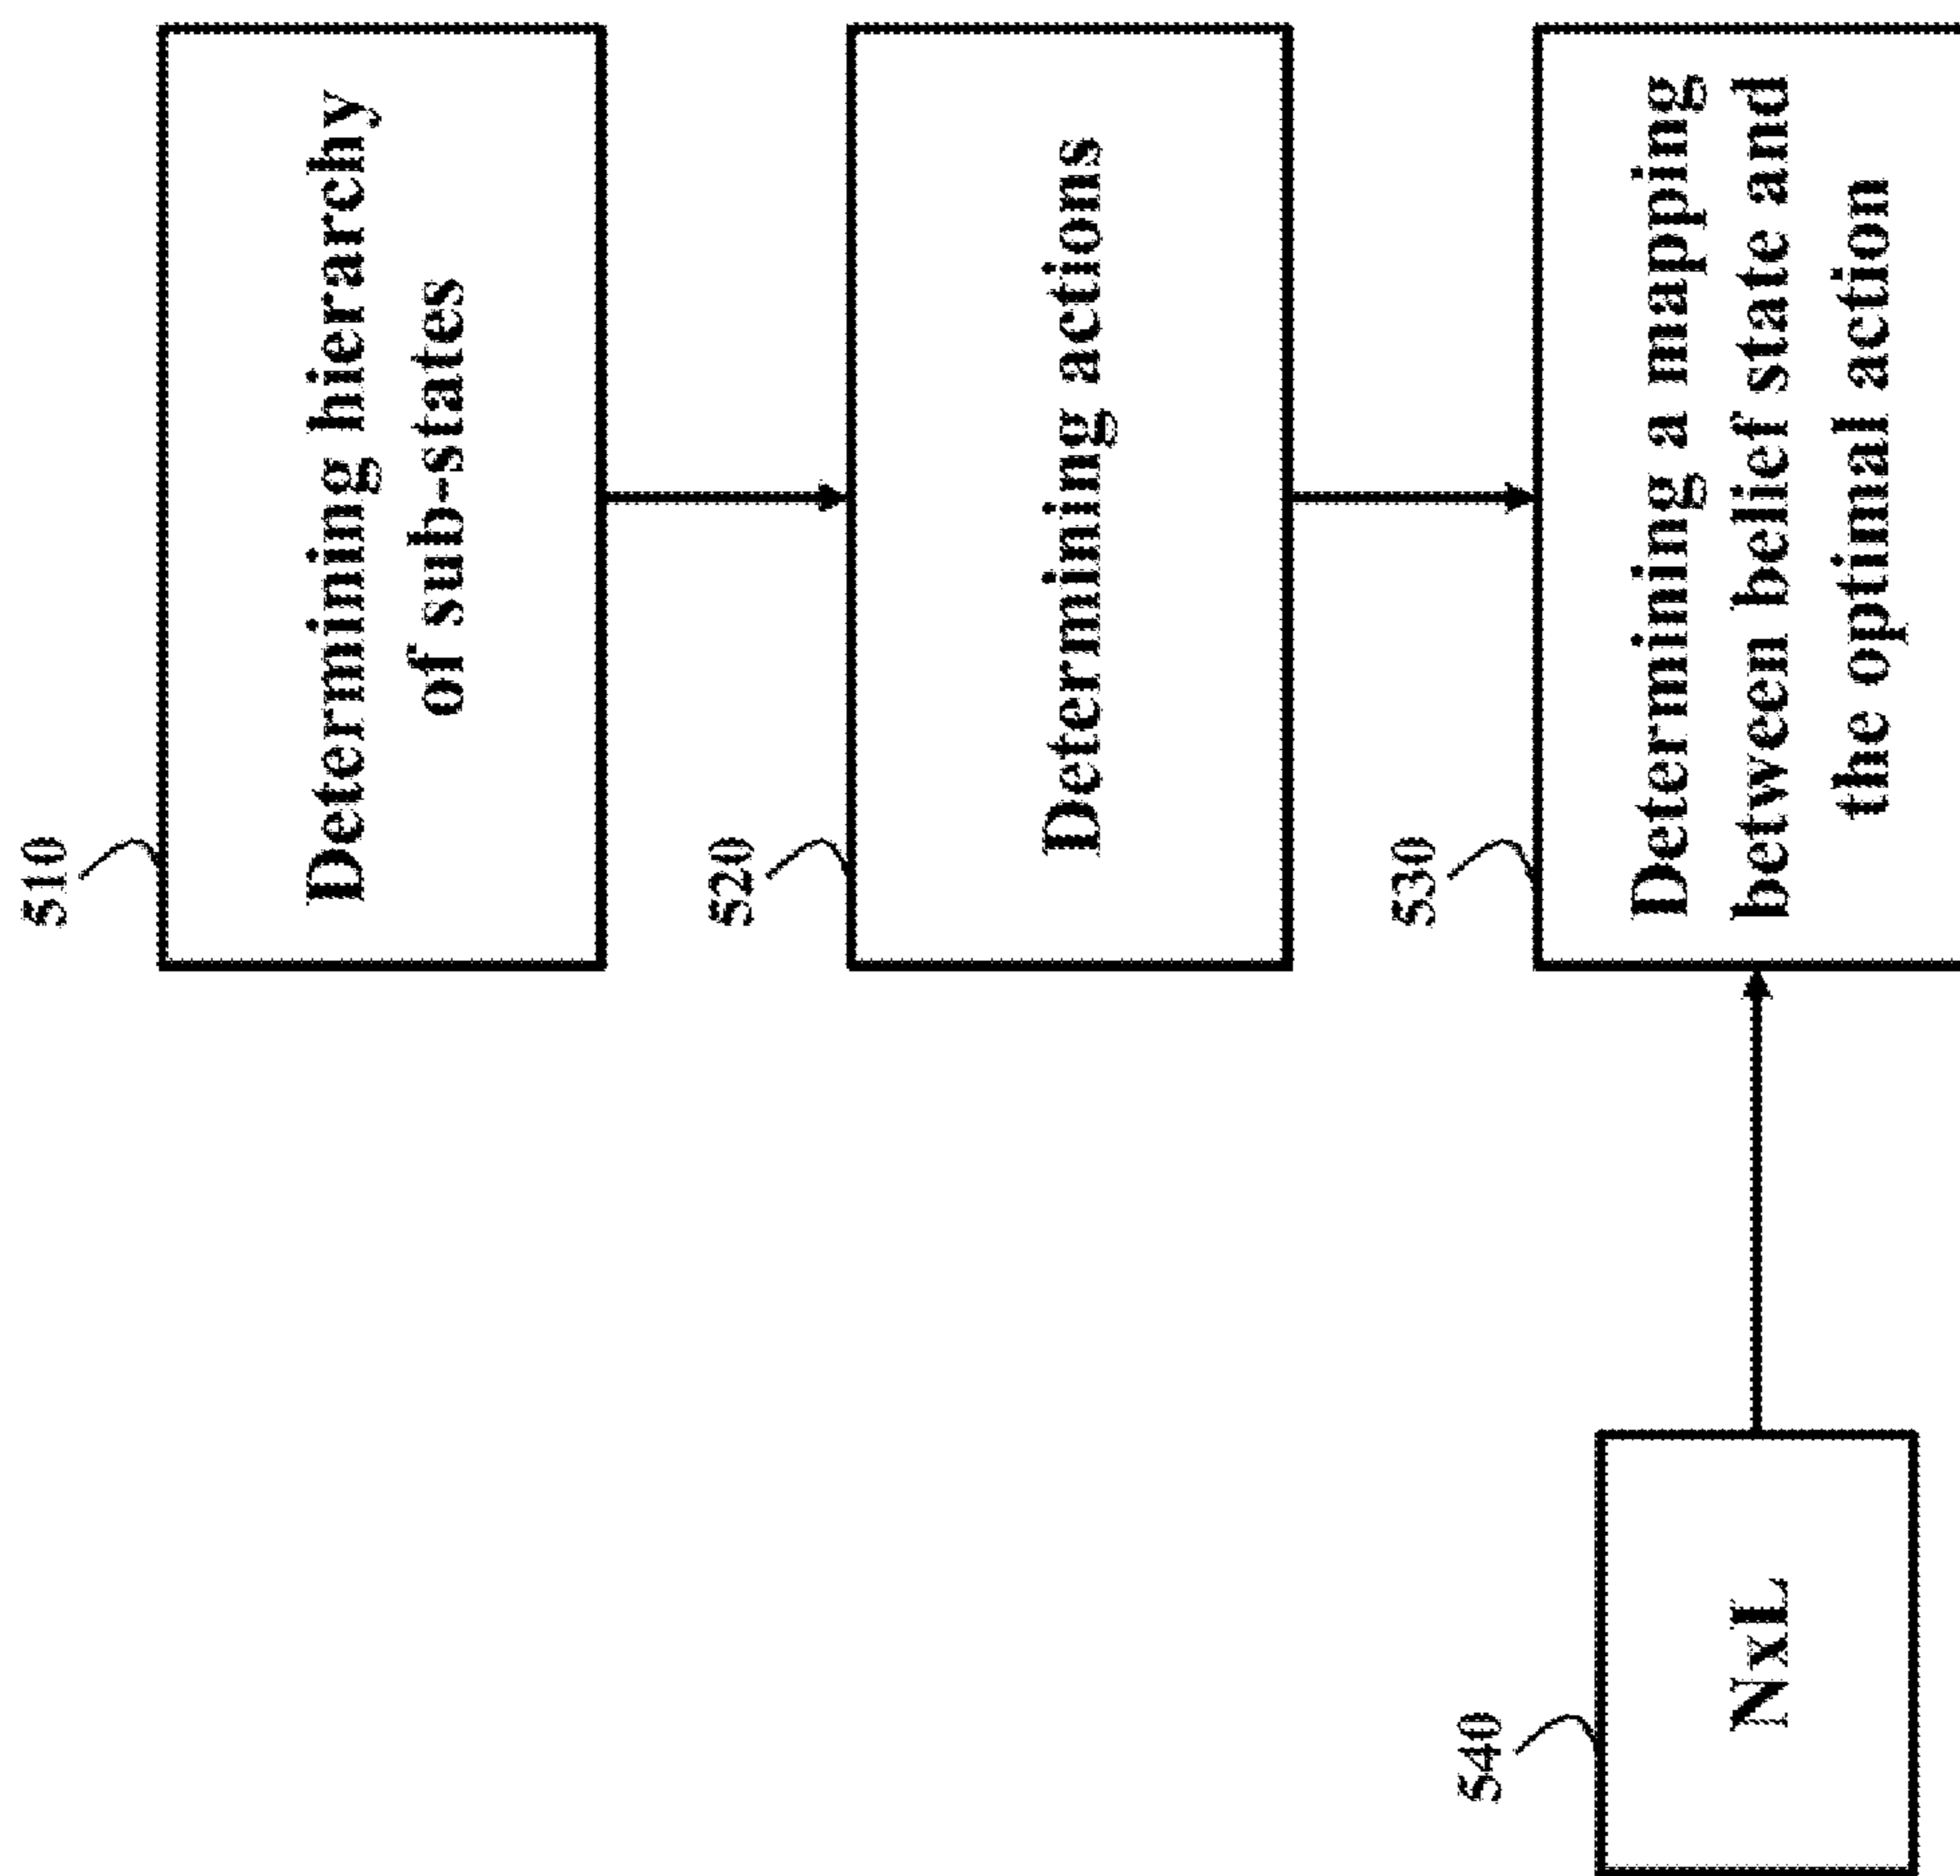 510
Determining hierarchy
of sub-states
520
Determining actions
530
Determining a mapping
between belief state and
the optimal action
540
NxL